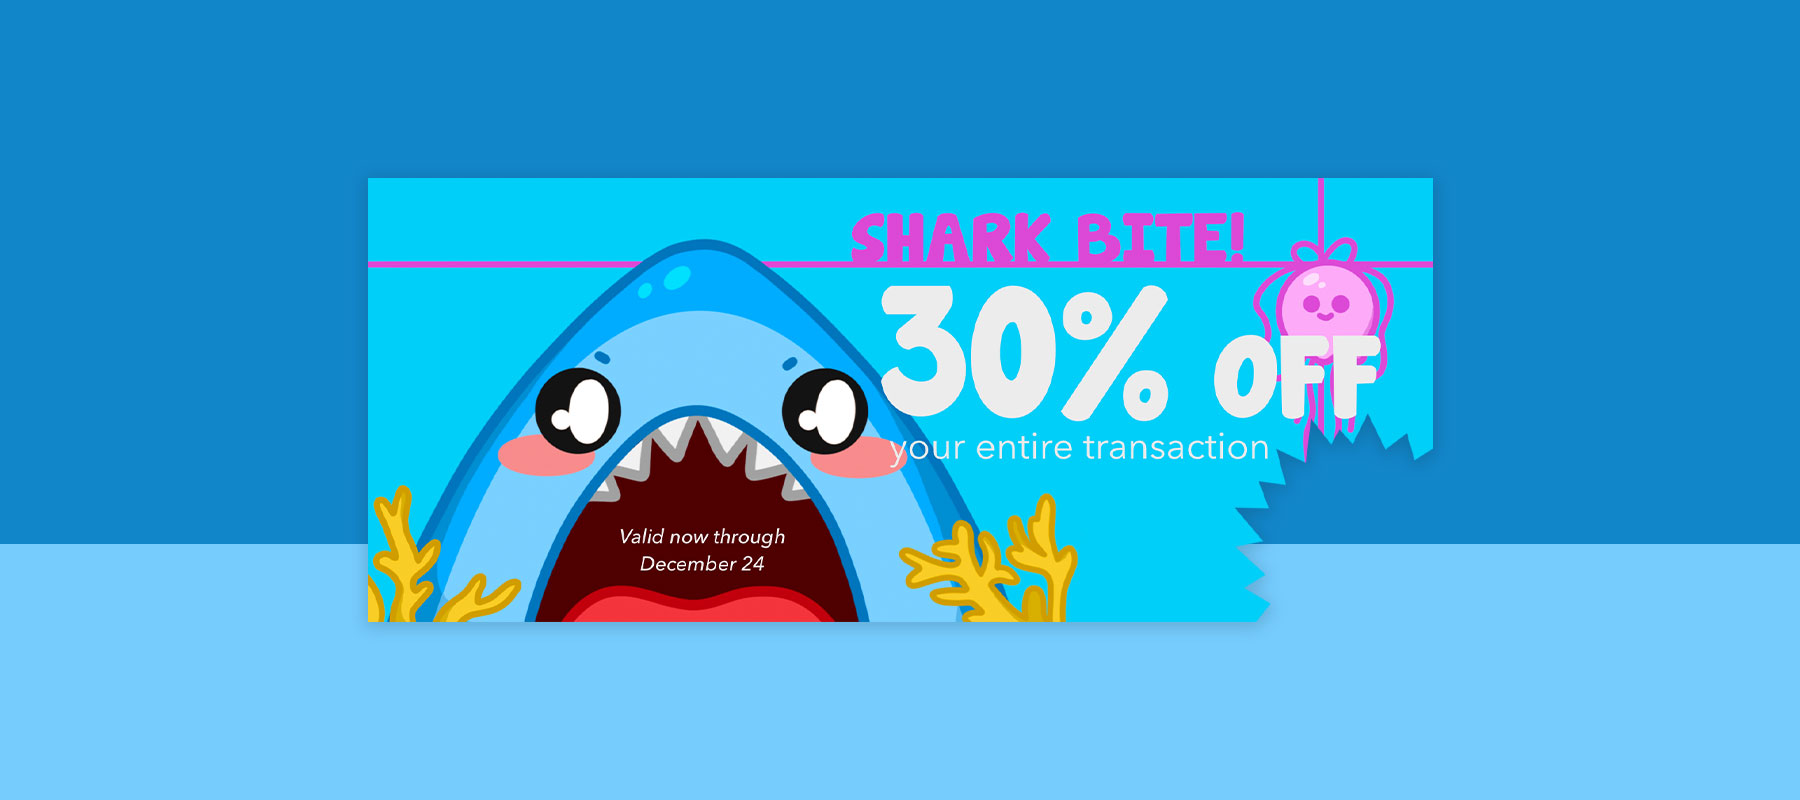 SHARK BITE!
30% OFF
your entire transaction
Valid now through
December 24